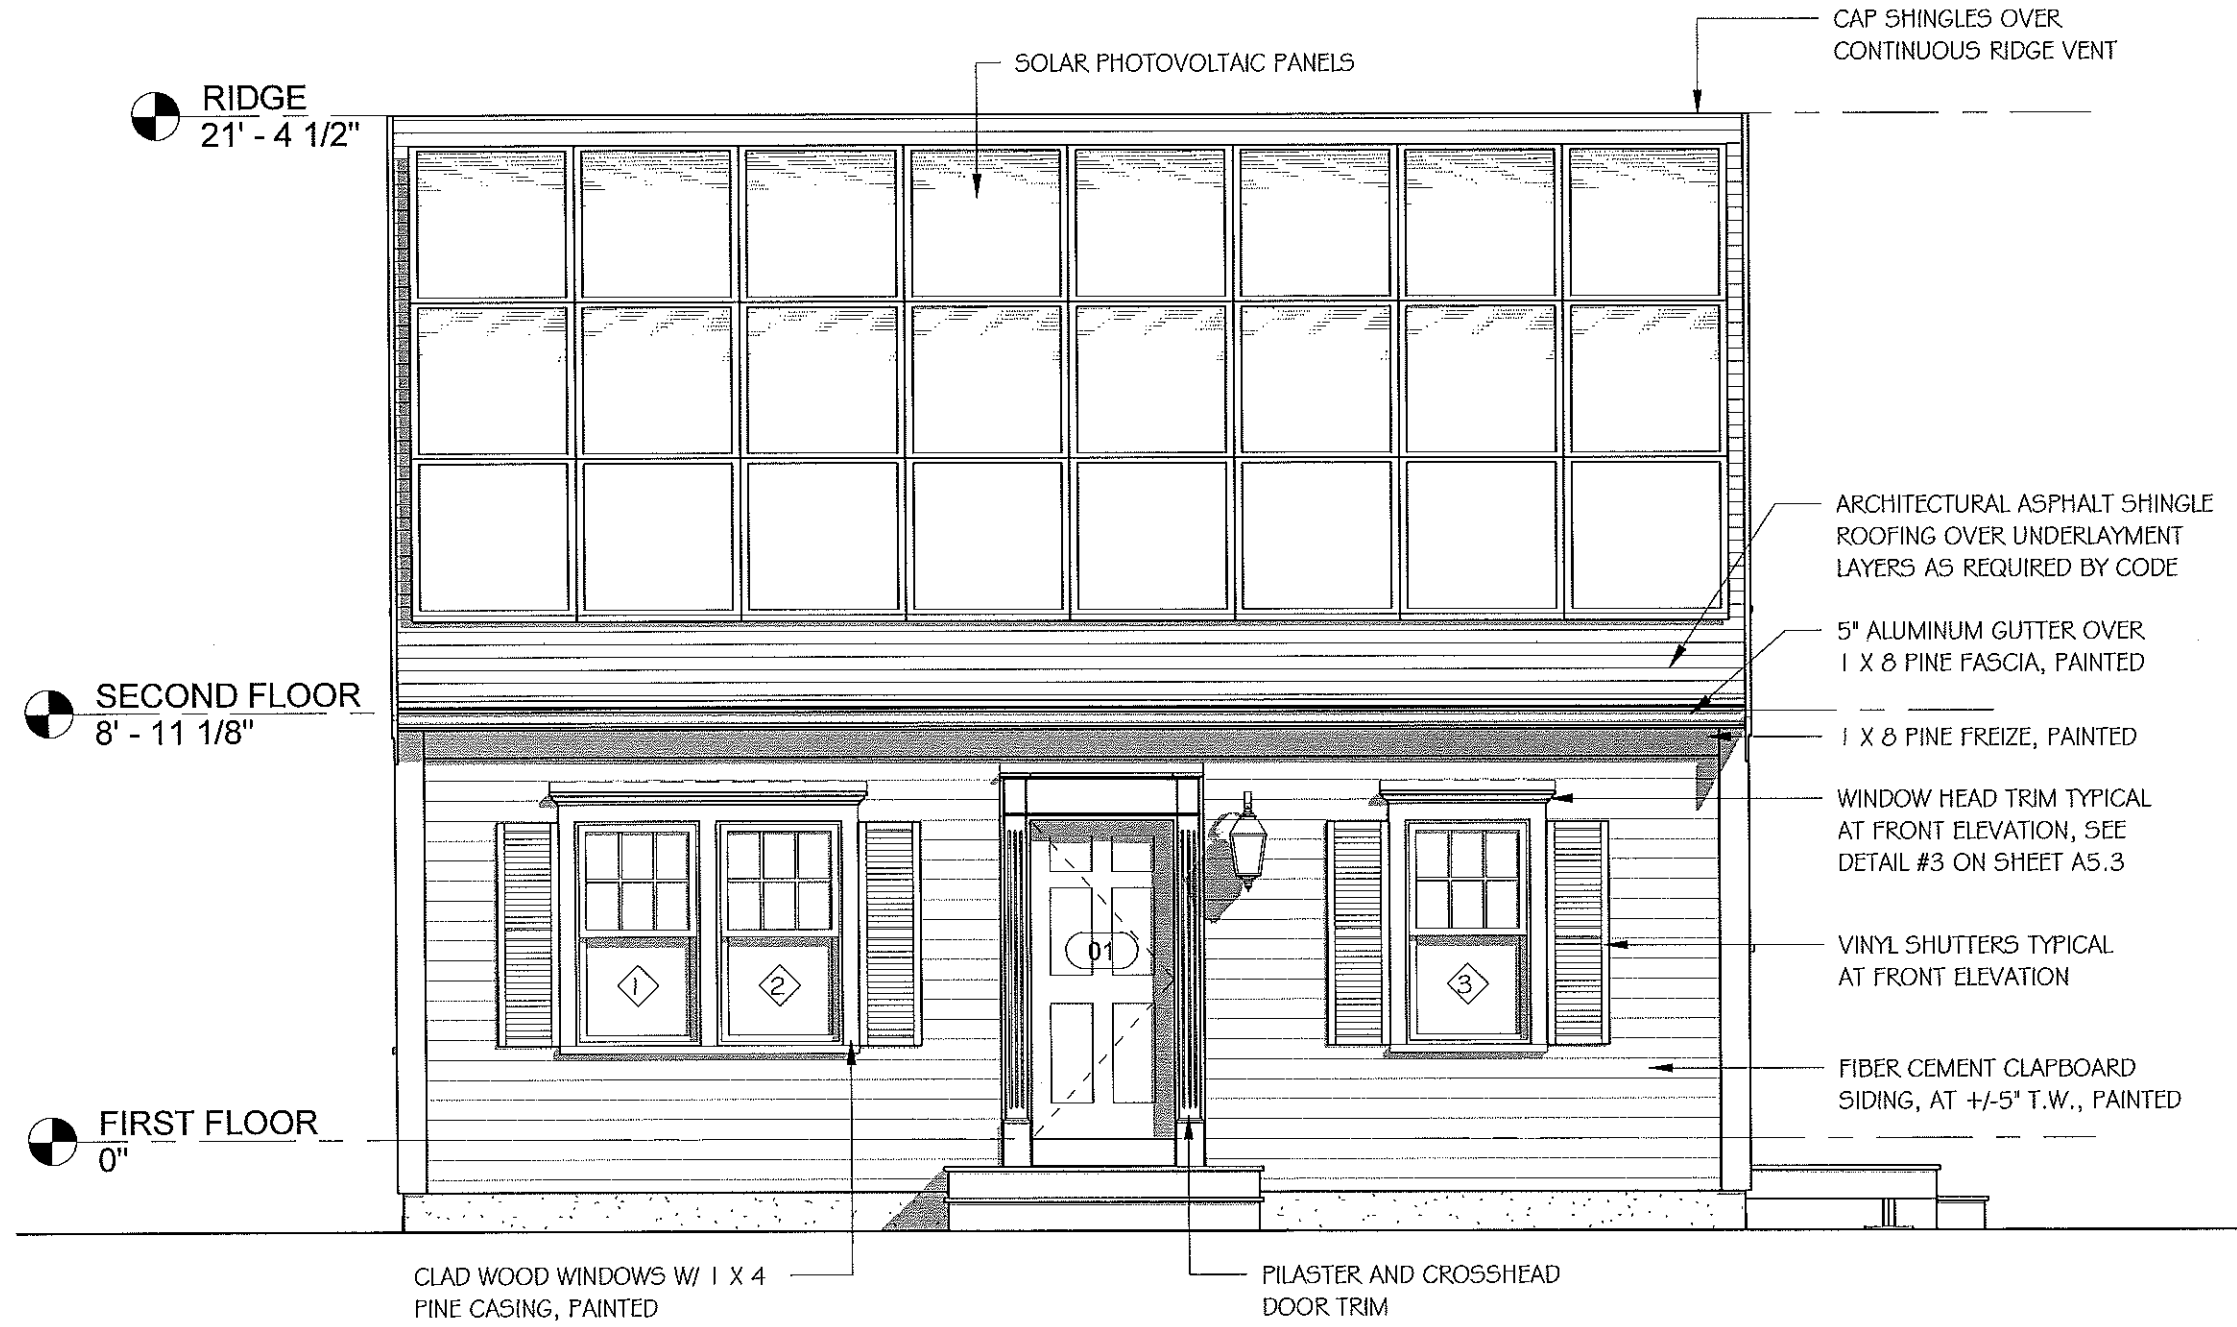 CAP SHINGLES OVER
CONTINUOUS RIDGE VENT
SOLAR PHOTOVOLTAIC PANELS
RIDGE
21' - 4 1/2"
ARCHITECTURAL ASPHALT SHINGLE
ROOFING OVER UNDERLAYMENT
LAYERS AS REQUIRED BY CODE
5" ALUMINUM GUTTER OVER
1 X 8 PINE FASCIA, PAINTED
SECOND FLOOR
8' - 11 1/8"
1 X 8 PINE FREIZE, PAINTED
WINDOW HEAD TRIM TYPICAL
AT FRONT ELEVATION, SEE
DETAIL #3 ON SHEET A5.3
01
VINYL SHUTTERS TYPICAL
AT FRONT ELEVATION
1
2
3
FIBER CEMENT CLAPBOARD
SIDING, AT +/-5" T.W., PAINTED
FIRST FLOOR
0"
CLAD WOOD WINDOWS W/ 1 X 4
PINE CASING, PAINTED
PILASTER AND CROSSHEAD
DOOR TRIM